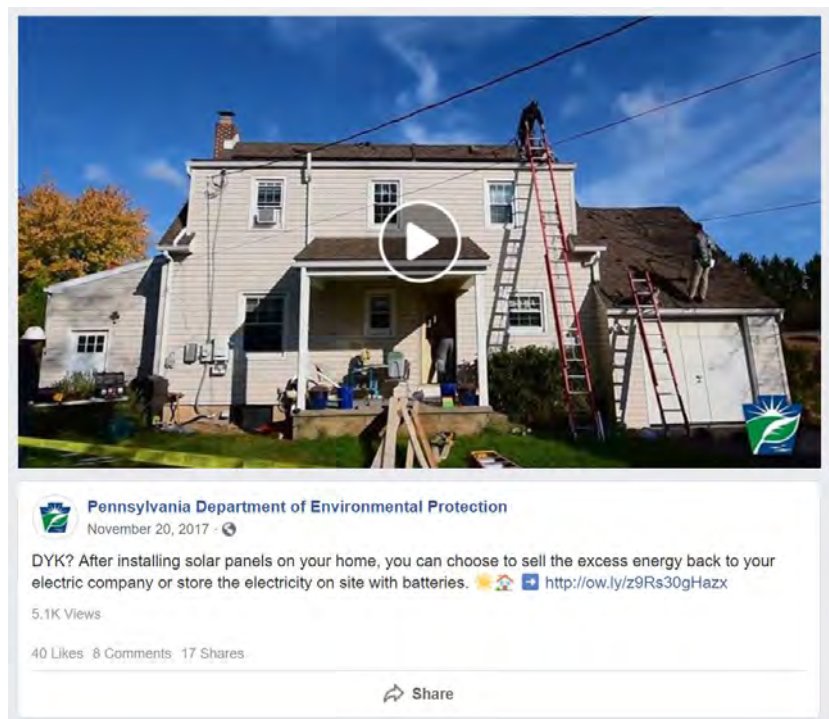 Pennsylvania Department of Environmental Protection
November 20, 2017 ·
DYK? After installing solar panels on your home, you can choose to sell the excess energy back to your
electric company or store the electricity on site with batteries. ☀️🏠 ➡️ http://ow.ly/z9Rs30gHazx
5.1K Views
40 Likes 8 Comments 17 Shares
Share